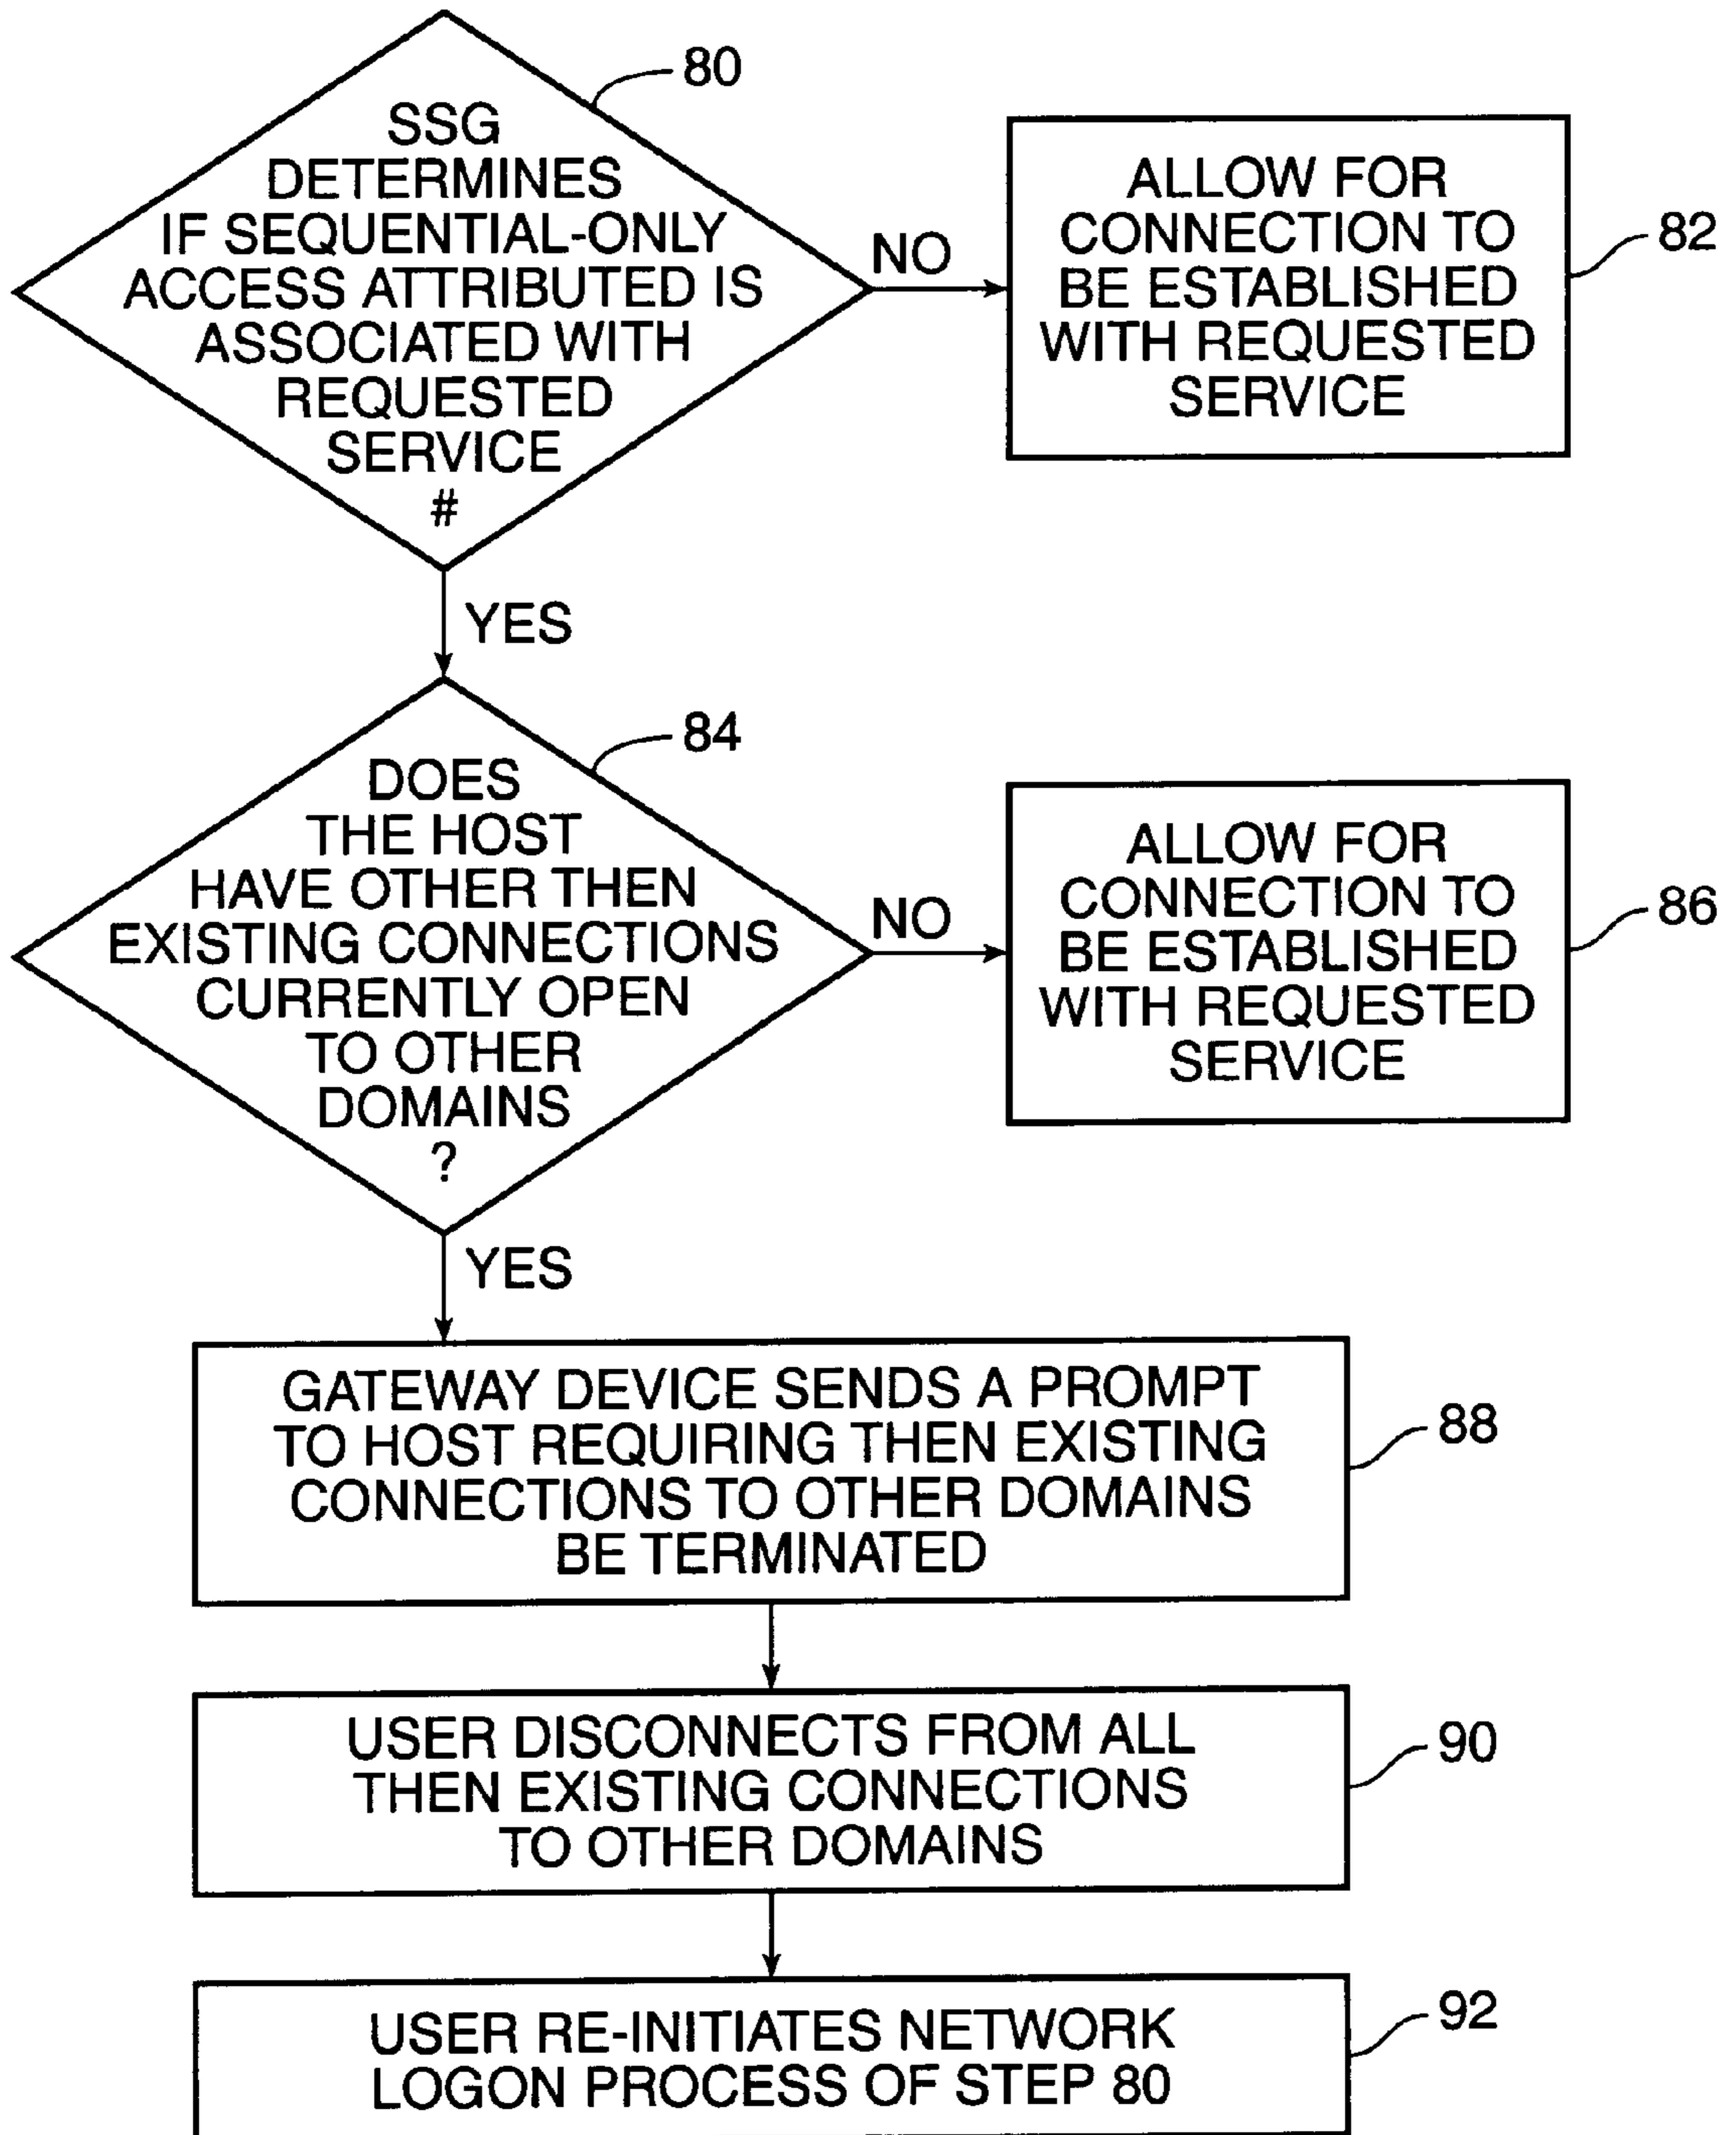 80
SSG
DETERMINES
IF SEQUENTIAL-ONLY
ACCESS ATTRIBUTED IS
ASSOCIATED WITH
REQUESTED
SERVICE
#
NO
ALLOW FOR
CONNECTION TO
BE ESTABLISHED
WITH REQUESTED
SERVICE
82
YES
84
DOES
THE HOST
HAVE OTHER THEN
EXISTING CONNECTIONS
CURRENTLY OPEN
TO OTHER
DOMAINS
?
NO
ALLOW FOR
CONNECTION TO
BE ESTABLISHED
WITH REQUESTED
SERVICE
86
YES
GATEWAY DEVICE SENDS A PROMPT
TO HOST REQUIRING THEN EXISTING
CONNECTIONS TO OTHER DOMAINS
BE TERMINATED
88
USER DISCONNECTS FROM ALL
THEN EXISTING CONNECTIONS
TO OTHER DOMAINS
90
USER RE-INITIATES NETWORK
LOGON PROCESS OF STEP 80
92